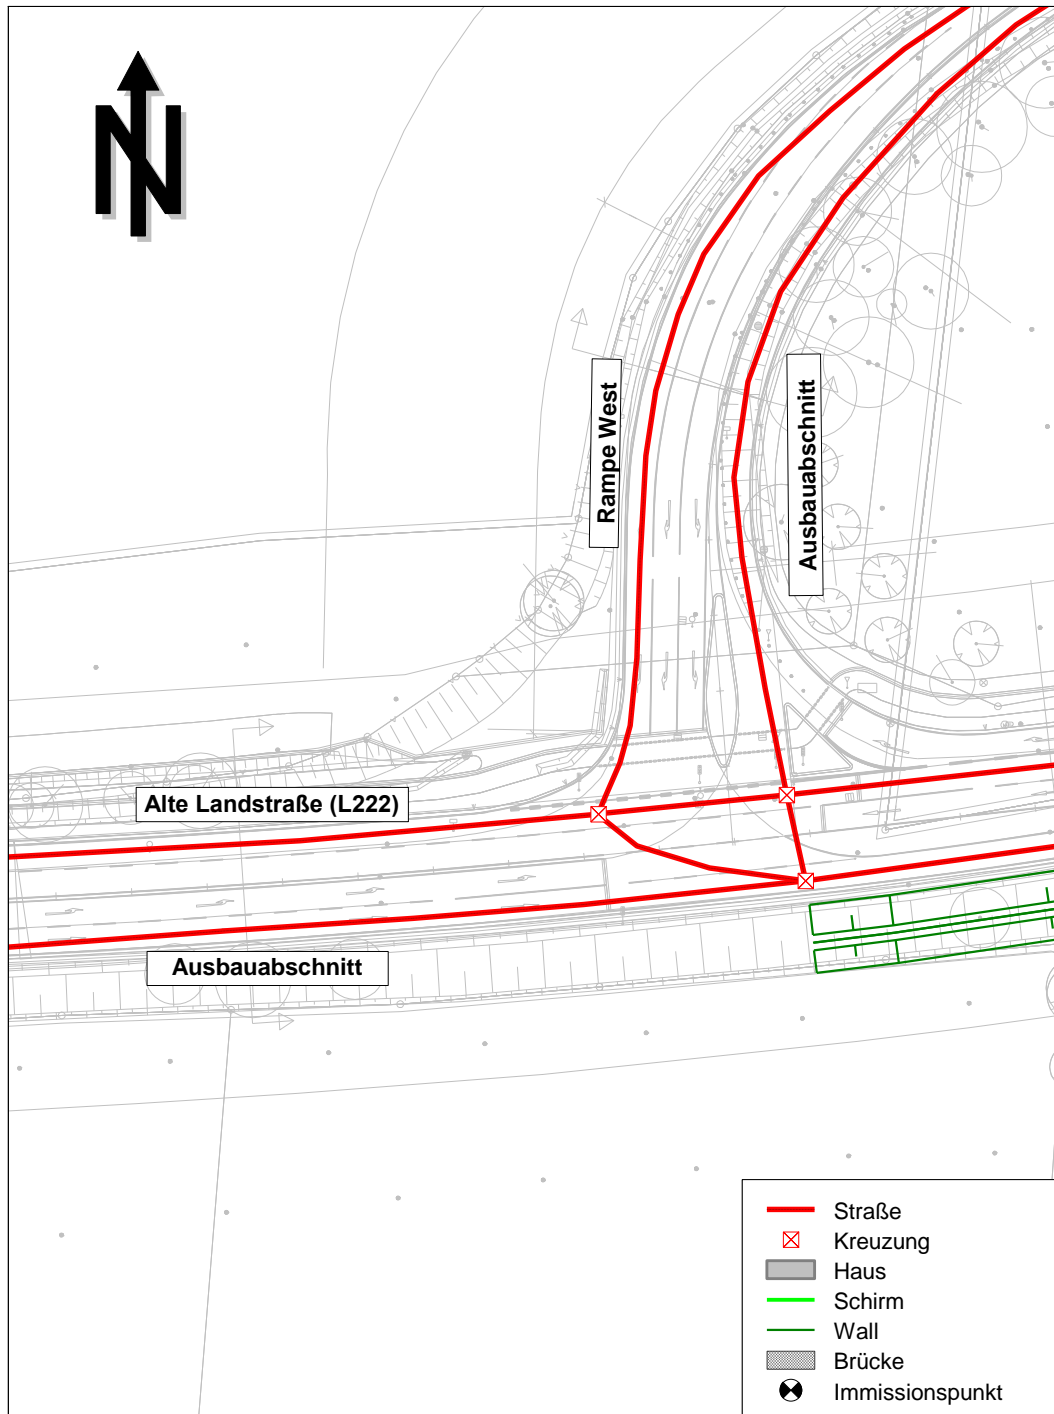 N
Rampe West
Ausbauabschnitt
Alte Landstraße (L222)
Ausbauabschnitt
Straße
Kreuzung
Haus
Schirm
Wall
Brücke
Immissionspunkt